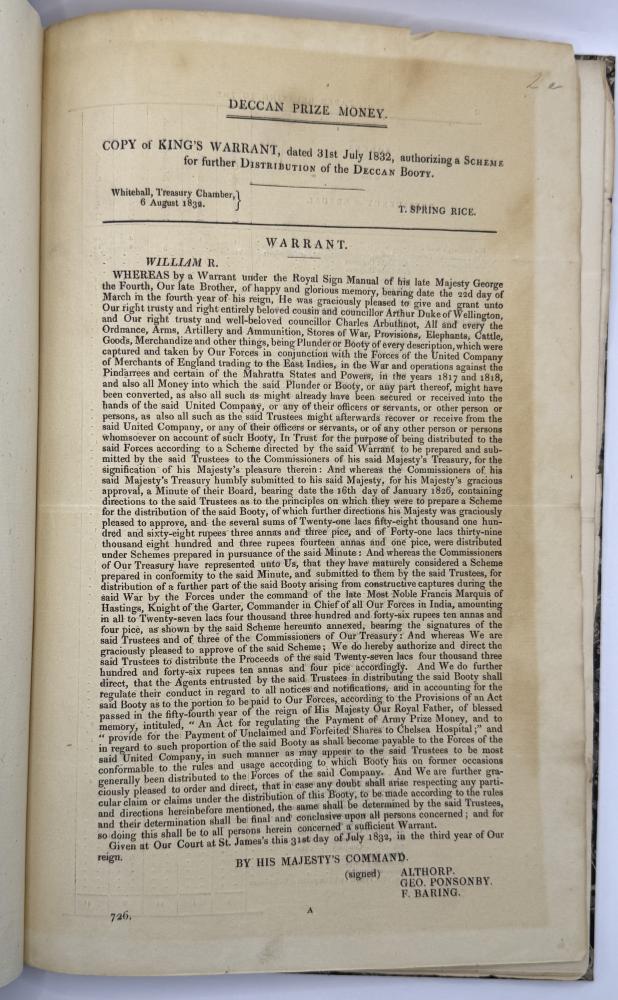 2 e
DECCAN PRIZE MONEY.
COPY of KING'S WARRANT, dated 31st July 1832, authorizing a SCHEME
for further DISTRIBUTION of the DECCAN BOOTY.
Whitehall, Treasury Chamber,}
6 August 1832.
T. SPRING RICE.
WARRANT.
WILLIAM R.
WHEREAS by a Warrant under the Royal Sign Manual of his late Majesty George
the Fourth, Our late Brother, of happy and glorious memory, bearing date the 22d day of
March in the fourth year of his reign, He was graciously pleased to give and grant unto
Our right trusty and right entirely beloved cousin and councillor Arthur Duke of Wellington,
and Our right trusty and well-beloved councillor Charles Arbuthnot, All and every the
Ordnance, Arms, Artillery and Ammunition, Stores of War, Provisions, Elephants, Cattle,
Goods, Merchandize and other things, being Plunder or Booty of every description, which were
captured and taken by Our Forces in conjunction with the Forces of the United Company
of Merchants of England trading to the East Indies, in the War and operations against the
Pindarrees and certain of the Mahratta States and Powers, in the years 1817 and 1818,
and also all Money into which the said Plunder or Booty, or any part thereof, might have
been converted, as also all such as might already have been secured or received into the
hands of the said United Company, or any of their officers or servants, or other person or
persons, as also all such as the said Trustees might afterwards recover or receive from the
said United Company, or any of their officers or servants, or of any other person or persons
whomsoever on account of such Booty, In Trust for the purpose of being distributed to the
said Forces according to a Scheme directed by the said Warrant to be prepared and sub-
mitted by the said Trustees to the Commissioners of his said Majesty's Treasury, for the
signification of his Majesty's pleasure therein: And whereas the Commissioners of his
said Majesty's Treasury humbly submitted to his said Majesty, for his Majesty's gracious
approval, a Minute of their Board, bearing date the 16th day of January 1826, containing
directions to the said Trustees as to the principles on which they were to prepare a Scheme
for the distribution of the said Booty, of which further directions his Majesty was graciously
pleased to approve, and the several sums of Twenty-one lacs fifty-eight thousand one hun-
dred and sixty-eight rupees three annas and three pice, and of Forty-one lacs thirty-nine
thousand eight hundred and three rupees fourteen annas and one pice, were distributed
under Schemes prepared in pursuance of the said Minute: And whereas the Commissioners
of Our Treasury have represented unto Us, that they have maturely considered a Scheme
prepared in conformity to the said Minute, and submitted to them by the said Trustees, for
distribution of a further part of the said Booty arising from constructive captures during the
said War by the Forces under the command of the late Most Noble Francis Marquis of
Hastings, Knight of the Garter, Commander in Chief of all Our Forces in India, amounting
in all to Twenty-seven lacs four thousand three hundred and forty-six rupees ten annas and
four pice, as shown by the said Scheme hereunto annexed, bearing the signatures of the
said Trustees and of three of the Commissioners of Our Treasury: And whereas We are
graciously pleased to approve of the said Scheme; We do hereby authorize and direct the
said Trustees to distribute the Proceeds of the said Twenty-seven lacs four thousand three
hundred and forty-six rupees ten annas and four pice accordingly. And We do further
direct, that the Agents entrusted by the said Trustees in distributing the said Booty shall
regulate their conduct in regard to all notices and notifications, and in accounting for the
said Booty as to the portion to be paid to Our Forces, according to the Provisions of an Act
passed in the fifty-fourth year of the reign of His Majesty Our Royal Father, of blessed
memory, intituled, "An Act for regulating the Payment of Army Prize Money, and to
"provide for the Payment of Unclaimed and Forfeited Shares to Chelsea Hospital;" and
in regard to such proportion of the said Booty as shall become payable to the Forces of the
said United Company, in such manner as may appear to the said Trustees to be most
conformable to the rules and usage according to which Booty has on former occasions
generally been distributed to the Forces of the said Company. And We are further gra-
ciously pleased to order and direct, that in case any doubt shall arise respecting any parti-
cular claim or claims under the distribution of this Booty, to be made according to the rules
and directions hereinbefore mentioned, the same shall be determined by the said Trustees,
and their determination shall be final and conclusive upon all persons concerned; and for
so doing this shall be to all persons herein concerned a sufficient Warrant.
Given at Our Court at St. James's this 31st day of July 1832, in the third year of Our
reign.
BY HIS MAJESTY'S COMMAND.
(signed) ALTHORP.
GEO. PONSONBY.
F. BARING.
726.
A